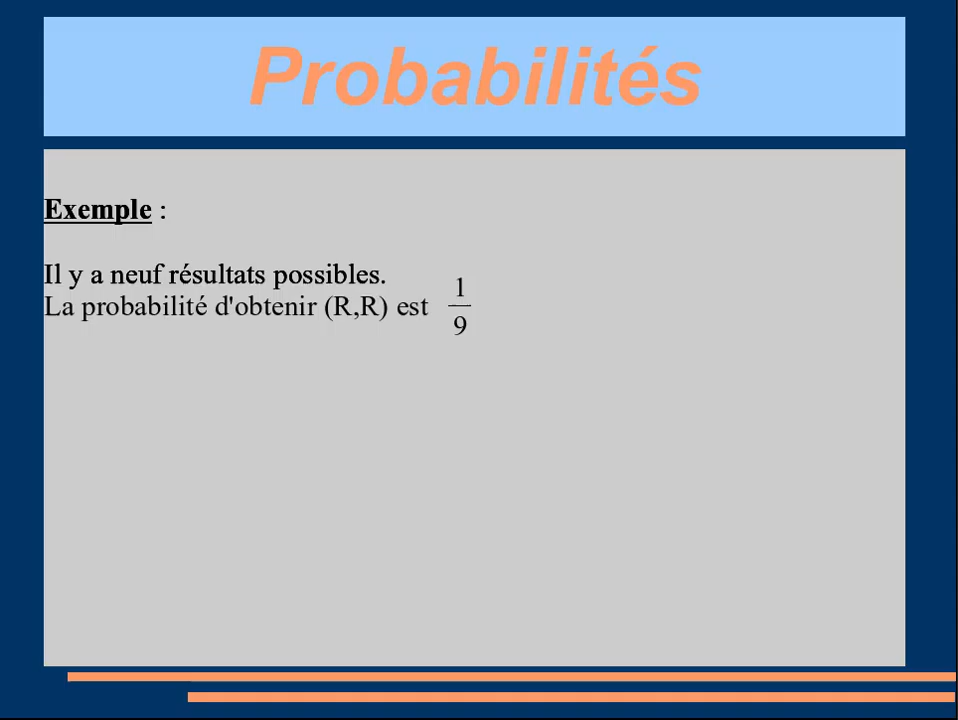 Probabilités
Exemple :
Il y a neuf résultats possibles.
La probabilité d'obtenir (R,R) est 1/9